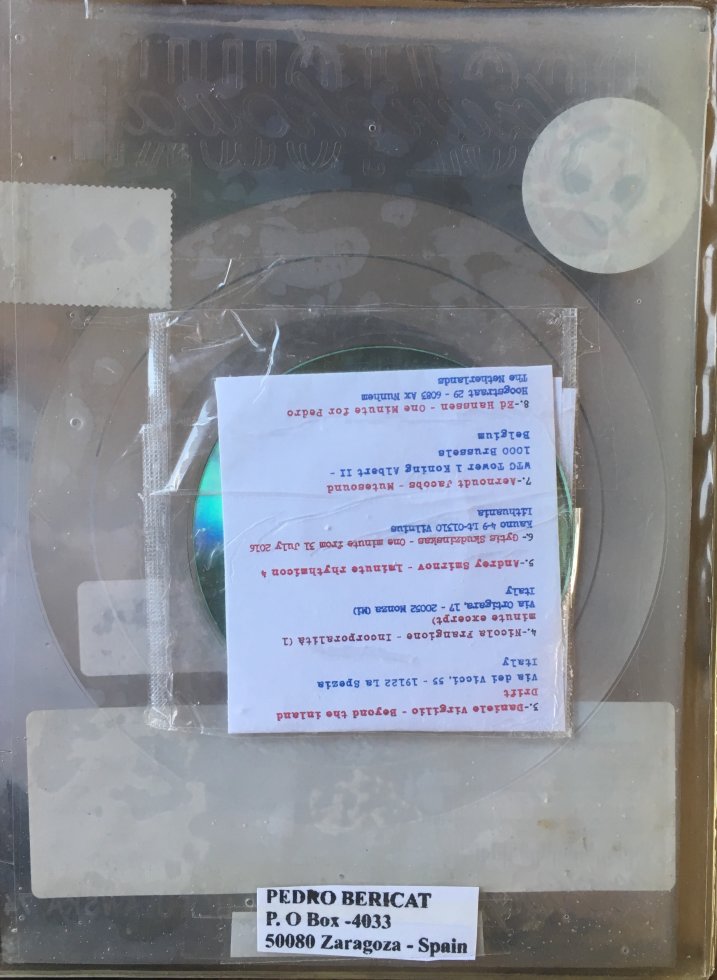 3.-Daniele Virgilio - Beyond the inland
Drift
Via dei Vicci, 55 - 19122 La Spezia
Italy
4.-Nicola Frangione - Incorporalità (1
minute excerpt)
Via Ortigara, 17, 20052 Monza (MI)
Italy
5.-Andrey Smirnov - 1minute rhythmicon 4
6.- Gytis Skudzinskas - One minute from 31 July 2016
Kauno 4-9 Lt-01310 Vilnius
Lithuania
7.-Aernoudt Jacobs - Mutesound
WTC Tower 1 Koning Albert II -
1000 Brussels
Belgium
8.-Ed Hanssen - One Minute for Pedro
Hoogstraat 29 - 6083 Ax Nunhem
The Netherlands
PEDRO BERICAT
P. O Box -4033
50080 Zaragoza - Spain